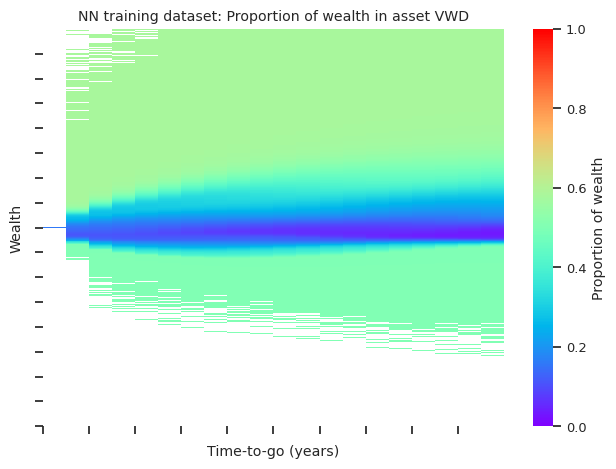 NN training dataset: Proportion of wealth in asset VWD
Wealth
Time-to-go (years)
1.0
0.8
0.6
0.4
0.2
0.0
Proportion of wealth